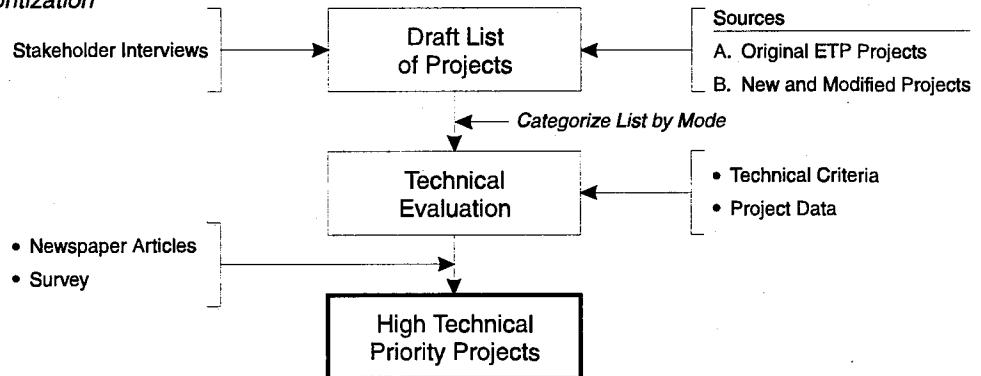 Stakeholder Interviews
Draft List
of Projects
Sources
A. Original ETP Projects
B. New and Modified Projects
Categorize List by Mode
Technical
Evaluation
• Technical Criteria
• Project Data
• Newspaper Articles
• Survey
High Technical
Priority Projects